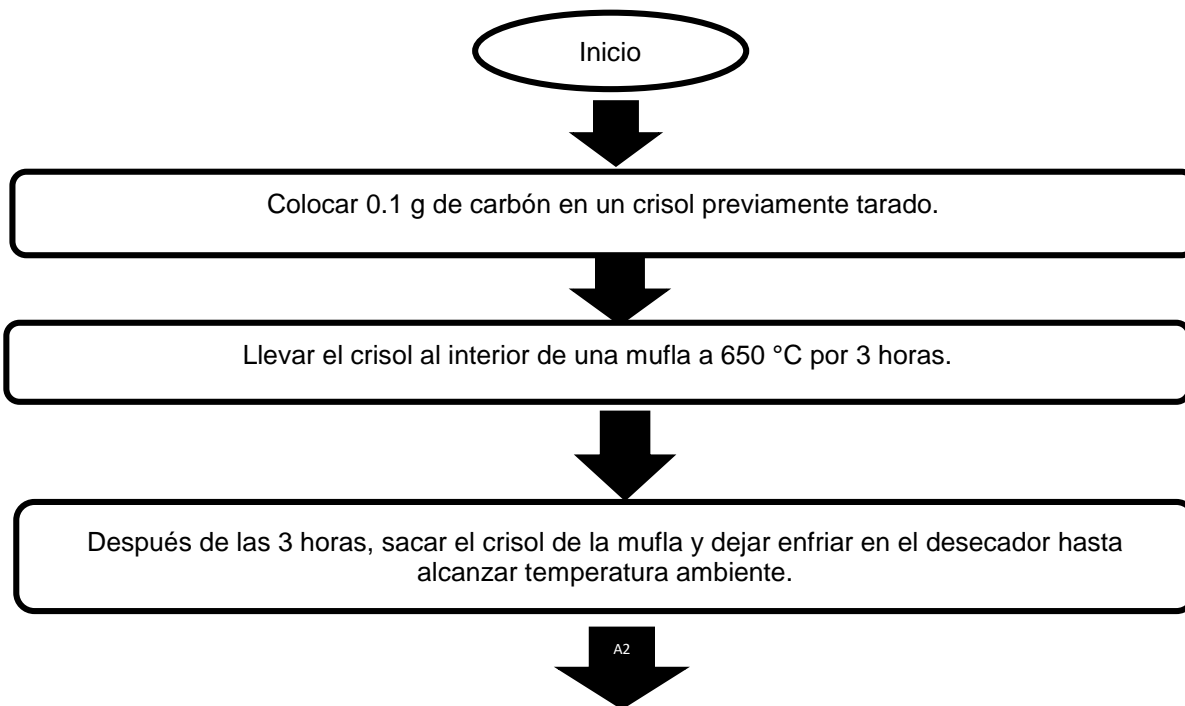 Inicio
Colocar 0.1 g de carbón en un crisol previamente tarado.
Llevar el crisol al interior de una mufla a 650 °C por 3 horas.
Después de las 3 horas, sacar el crisol de la mufla y dejar enfriar en el desecador hasta
alcanzar temperatura ambiente.
A2